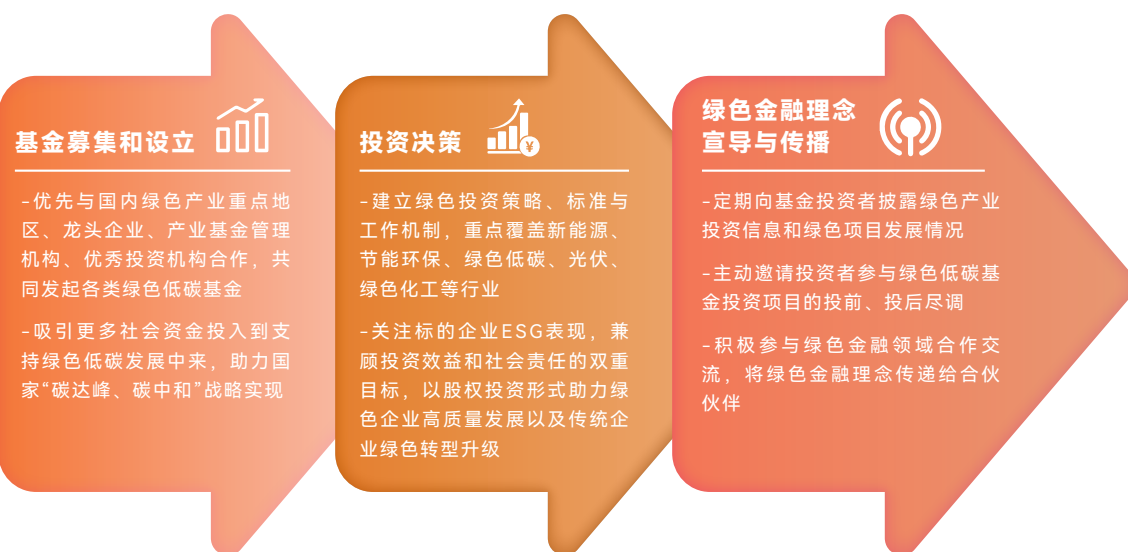 基金募集和设立
-优先与国内绿色产业重点地
区、龙头企业、产业基金管理
机构、优秀投资机构合作，共
同发起各类绿色低碳基金
-吸引更多社会资金投入到支
持绿色低碳发展中来，助力国
家“碳达峰、碳中和”战略实现
投资决策
¥
-建立绿色投资策略、标准与
工作机制，重点覆盖新能源、
节能环保、绿色低碳、光伏、
绿色化工等行业
-关注标的企业ESG表现，兼
顾投资效益和社会责任的双重
目标，以股权投资形式助力绿
色企业高质量发展以及传统企
业绿色转型升级
绿色金融理念
宣导与传播
-定期向基金投资者披露绿色产业
投资信息和绿色项目发展情况
-主动邀请投资者参与绿色低碳基
金投资项目的投前、投后尽调
-积极参与绿色金融领域合作交
流，将绿色金融理念传递给合伙
伙伴